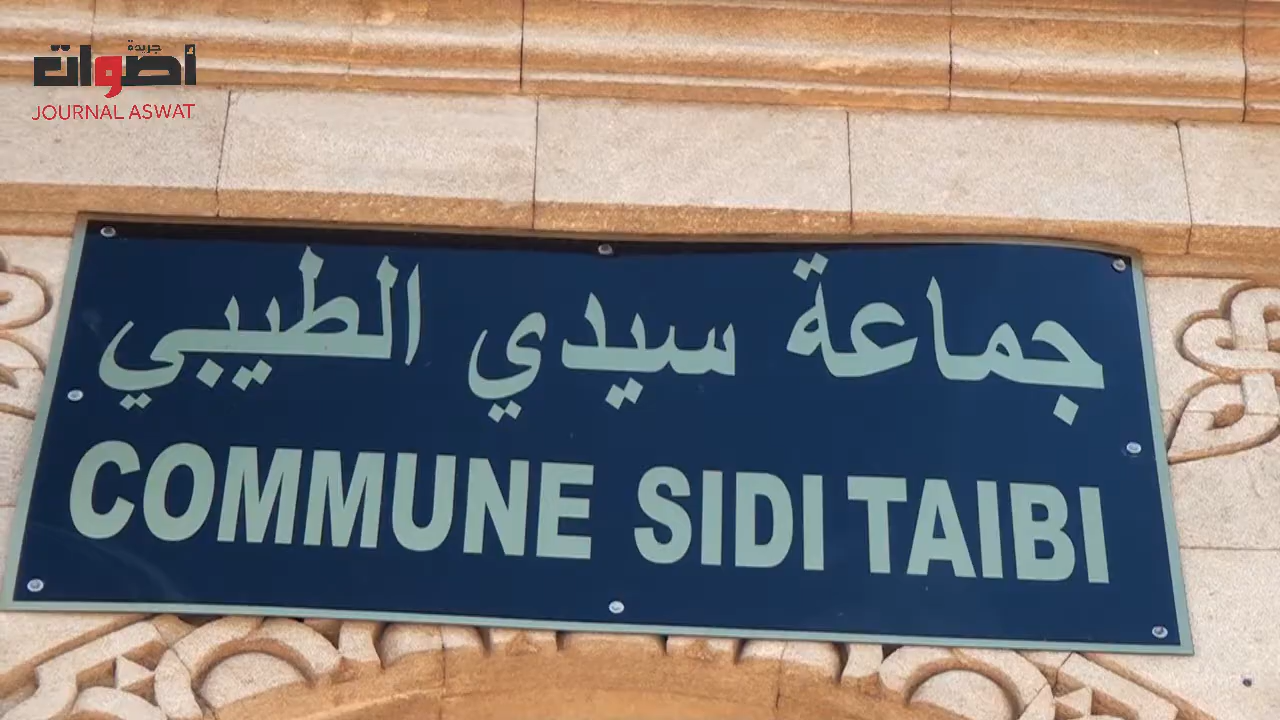 جريدة
أصوات
JOURNAL ASWAT
جماعة سيدي الطيبي
COMMUNE SIDI TAIBI